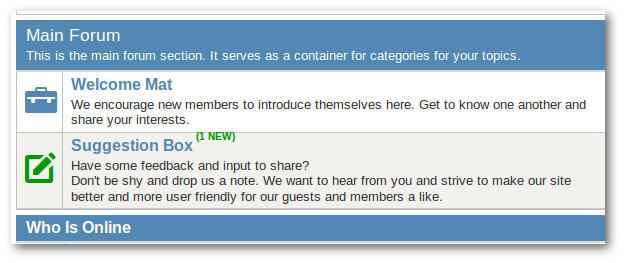 Main Forum
This is the main forum section. It serves as a container for categories for your topics.
Welcome Mat
We encourage new members to introduce themselves here. Get to know one another and
share your interests.
Suggestion Box (1 NEW)
Have some feedback and input to share?
Don't be shy and drop us a note. We want to hear from you and strive to make our site
better and more user friendly for our guests and members a like.
Who Is Online